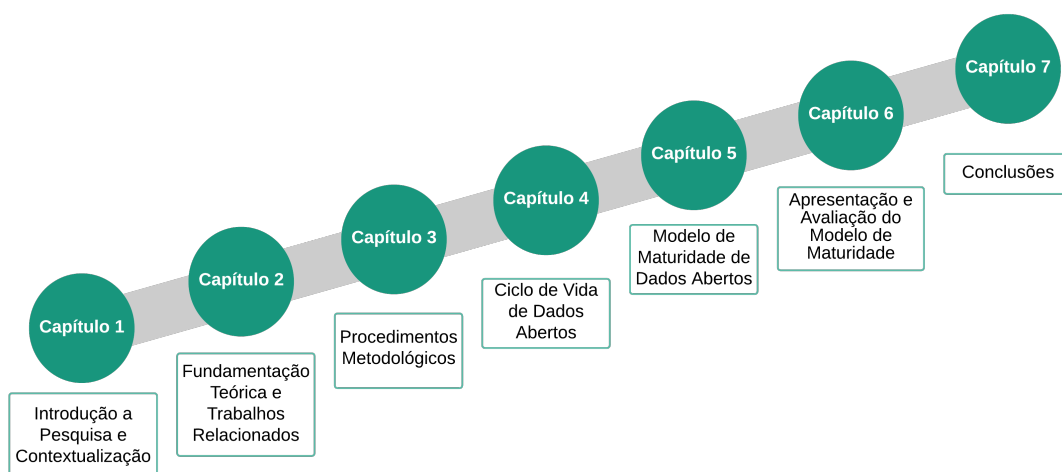 Capítulo 1
Introdução a
Pesquisa e
Contextualização
Capítulo 2
Fundamentação
Teórica e
Trabalhos
Relacionados
Capítulo 3
Procedimentos
Metodológicos
Capítulo 4
Ciclo de Vida
de Dados
Abertos
Capítulo 5
Modelo de
Maturidade de
Dados Abertos
Capítulo 6
Apresentação e
Avaliação do
Modelo de
Maturidade
Capítulo 7
Conclusões